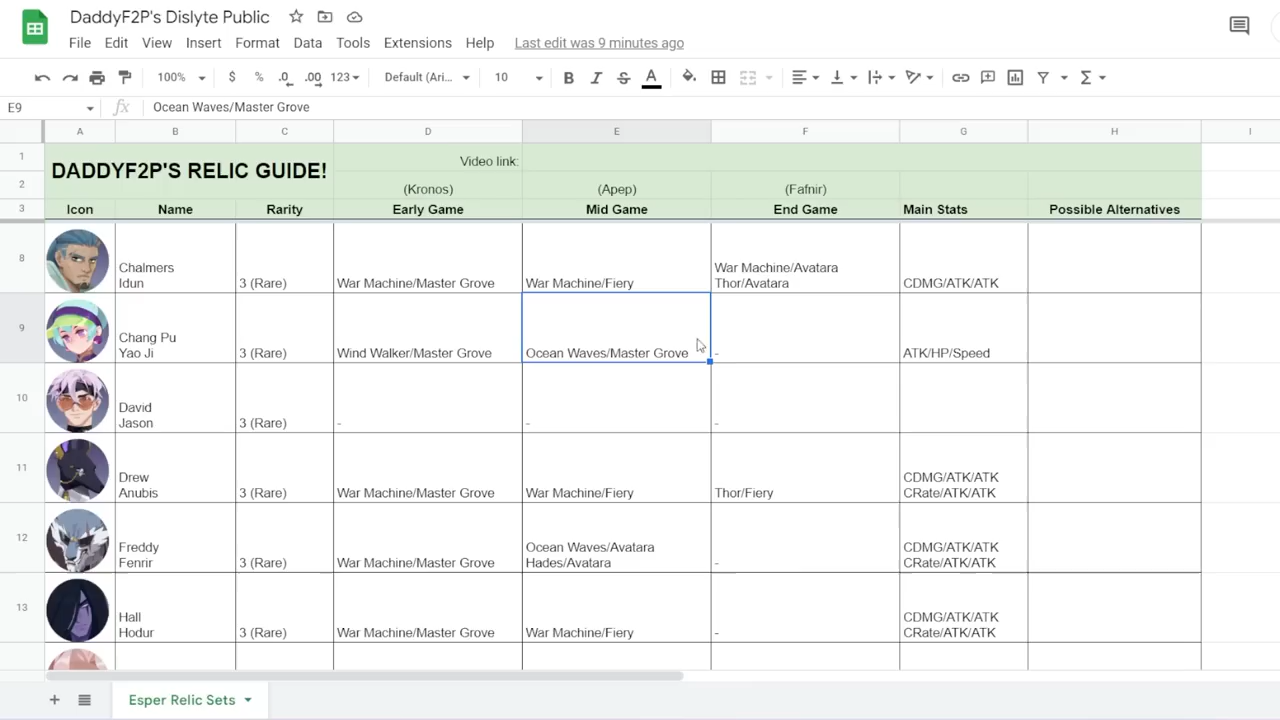 DaddyF2P's Dislyte Public
File Edit View Insert Format Data Tools Extensions Help Last edit was 9 minutes ago
100% $ % .0 .00 123 Default (Ari... 10 B I S A
E9 fx Ocean Waves/Master Grove
A B C D E F G H I
1 DADDYF2P'S RELIC GUIDE! Video link:
2 (Kronos) (Apep) (Fafnir)
3 Icon Name Rarity Early Game Mid Game End Game Main Stats Possible Alternatives
8 Chalmers War Machine/Avatara
Idun 3 (Rare) War Machine/Master Grove War Machine/Fiery Thor/Avatara CDMG/ATK/ATK
9 Chang Pu
Yao Ji 3 (Rare) Wind Walker/Master Grove Ocean Waves/Master Grove - ATK/HP/Speed
10 David
Jason 3 (Rare) - - -
11 Drew CDMG/ATK/ATK
Anubis 3 (Rare) War Machine/Master Grove War Machine/Fiery Thor/Fiery CRate/ATK/ATK
12 Freddy Ocean Waves/Avatara CDMG/ATK/ATK
Fenrir 3 (Rare) War Machine/Master Grove Hades/Avatara - CRate/ATK/ATK
13 Hall CDMG/ATK/ATK
Hodur 3 (Rare) War Machine/Master Grove War Machine/Fiery - CRate/ATK/ATK
Esper Relic Sets